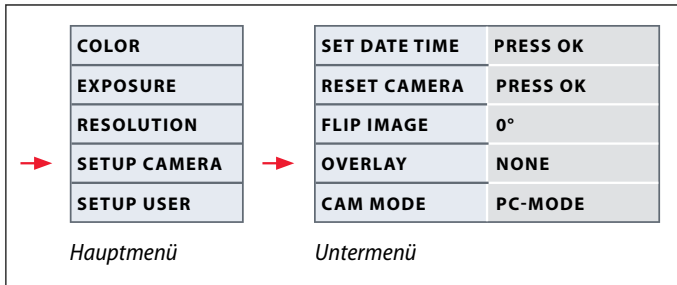 COLOR
EXPOSURE
RESOLUTION
SETUP CAMERA
SETUP USER
Hauptmenü
SET DATE TIME PRESS OK
RESET CAMERA PRESS OK
FLIP IMAGE 0°
OVERLAY NONE
CAM MODE PC-MODE
Untermenü